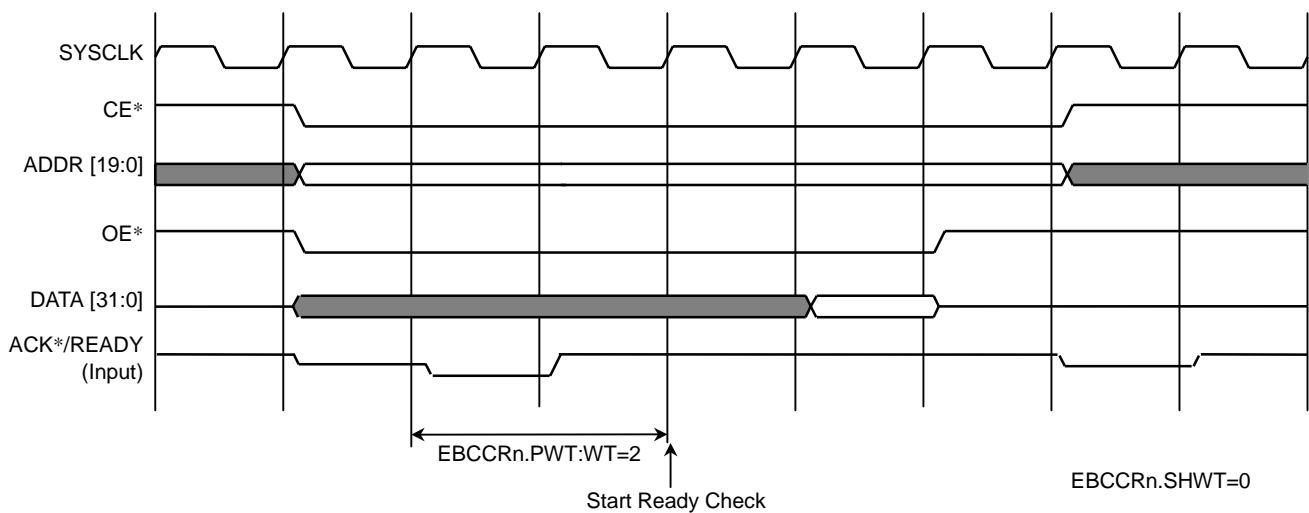 SYSCLK
CE*
ADDR [19:0]
OE*
DATA [31:0]
ACK*/READY
(Input)
EBCCRn.PWT:WT=2
EBCCRn.SHWT=0
Start Ready Check